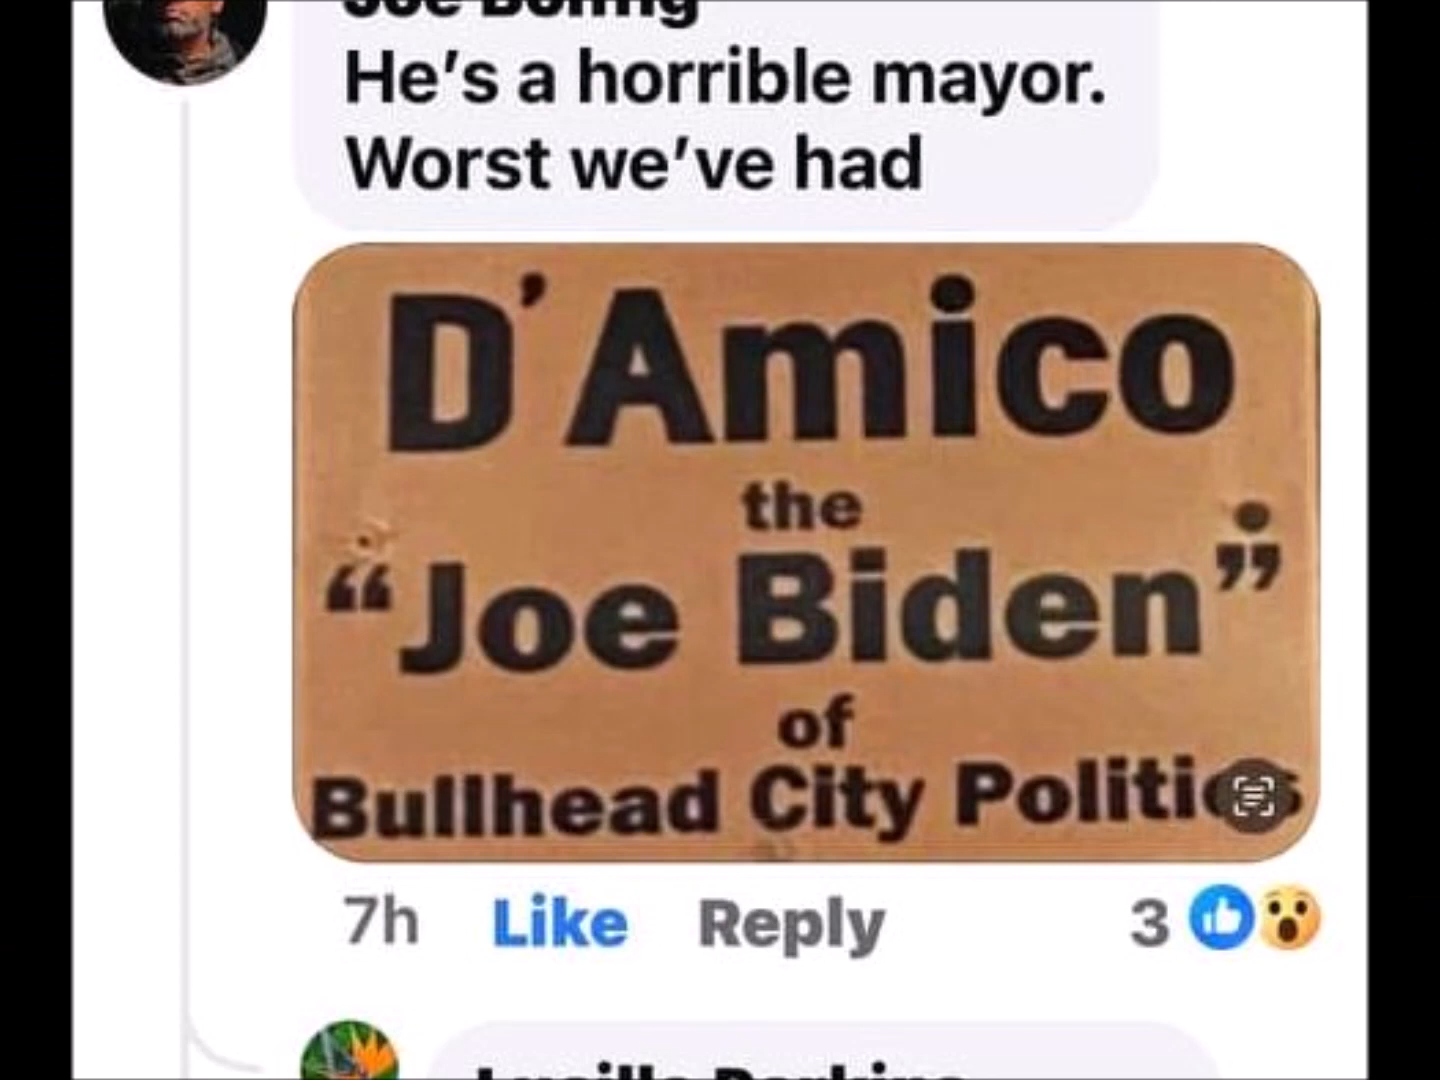 He's a horrible mayor.
Worst we've had
D'Amico
the
"Joe Biden"
of
Bullhead City Politics
7h Like Reply 3